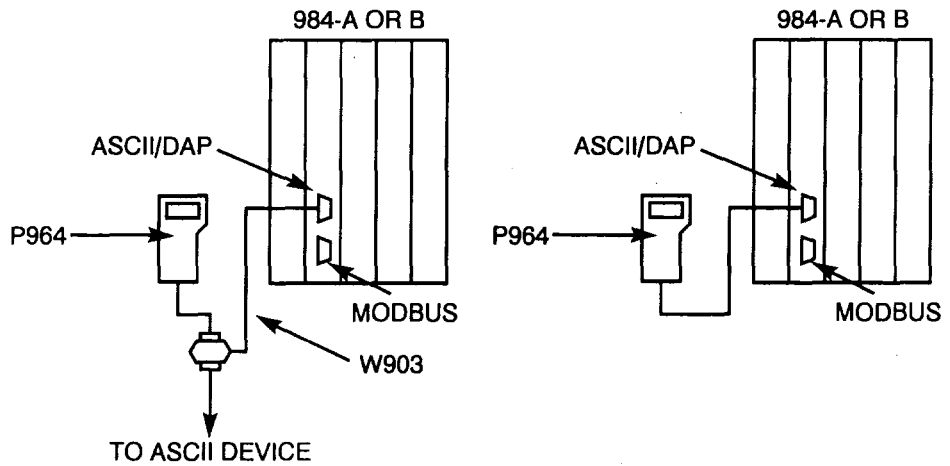 984-A OR B
ASCII/DAP
P964
MODBUS
W903
TO ASCII DEVICE
984-A OR B
ASCII/DAP
P964
MODBUS